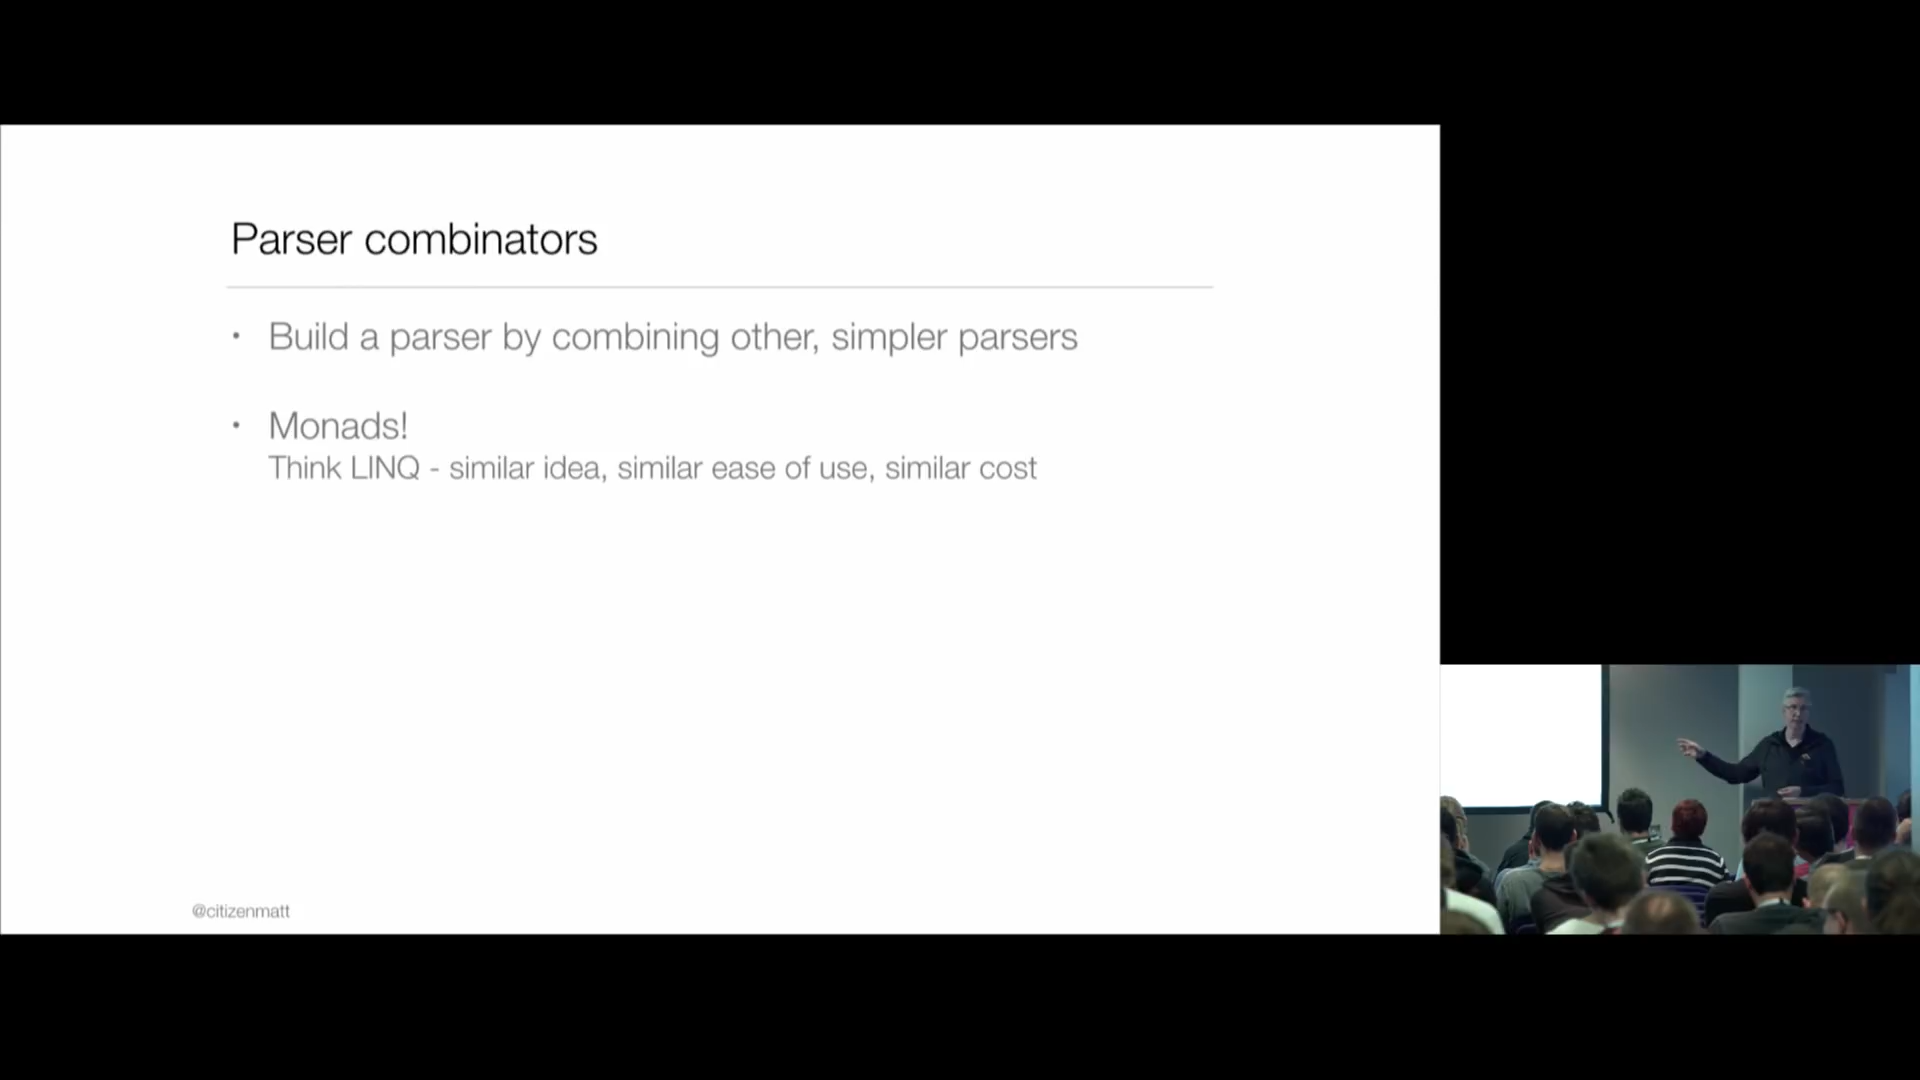 Parser combinators
• Build a parser by combining other, simpler parsers
• Monads!
Think LINQ - similar idea, similar ease of use, similar cost
@citizenmatt